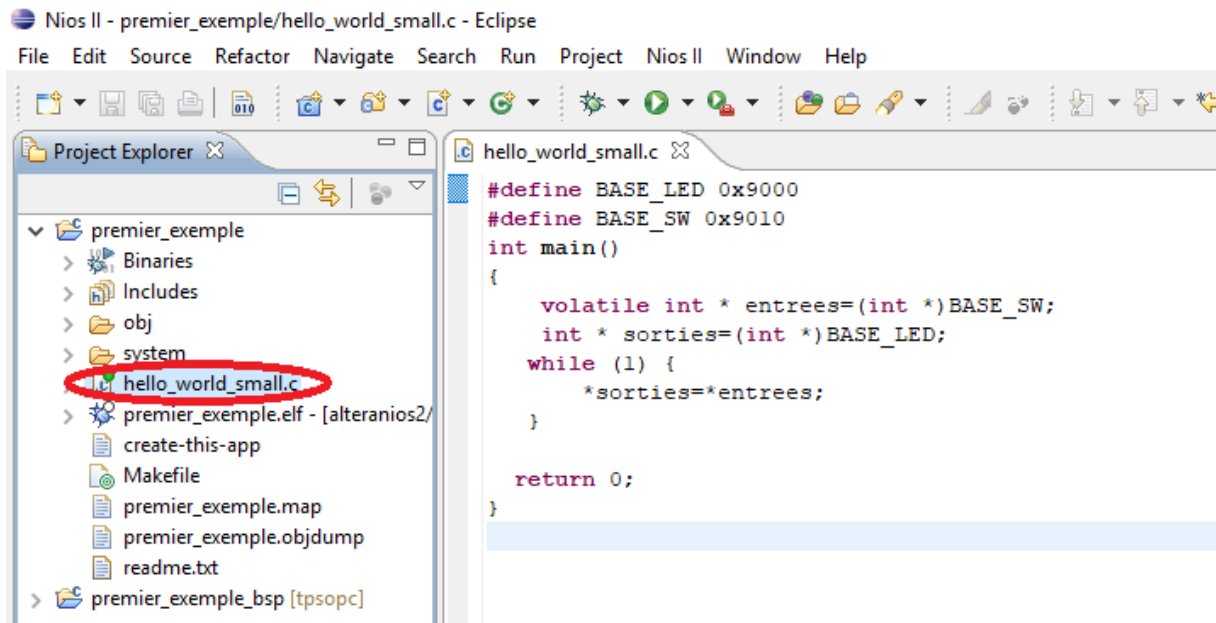 Nios II - premier_exemple/hello_world_small.c - Eclipse
File Edit Source Refactor Navigate Search Run Project Nios II Window Help
Project Explorer
premier_exemple
Binaries
Includes
obj
system
hello_world_small.c
premier_exemple.elf - [alteranios2/
create-this-app
Makefile
premier_exemple.map
premier_exemple.objdump
readme.txt
premier_exemple_bsp [tpsopc]
hello_world_small.c
#define BASE_LED 0x9000
#define BASE_SW 0x9010
int main()
{
    volatile int * entrees=(int *)BASE_SW;
    int * sorties=(int *)BASE_LED;
   while (1) {
       *sorties=*entrees;
   }
  return 0;
}